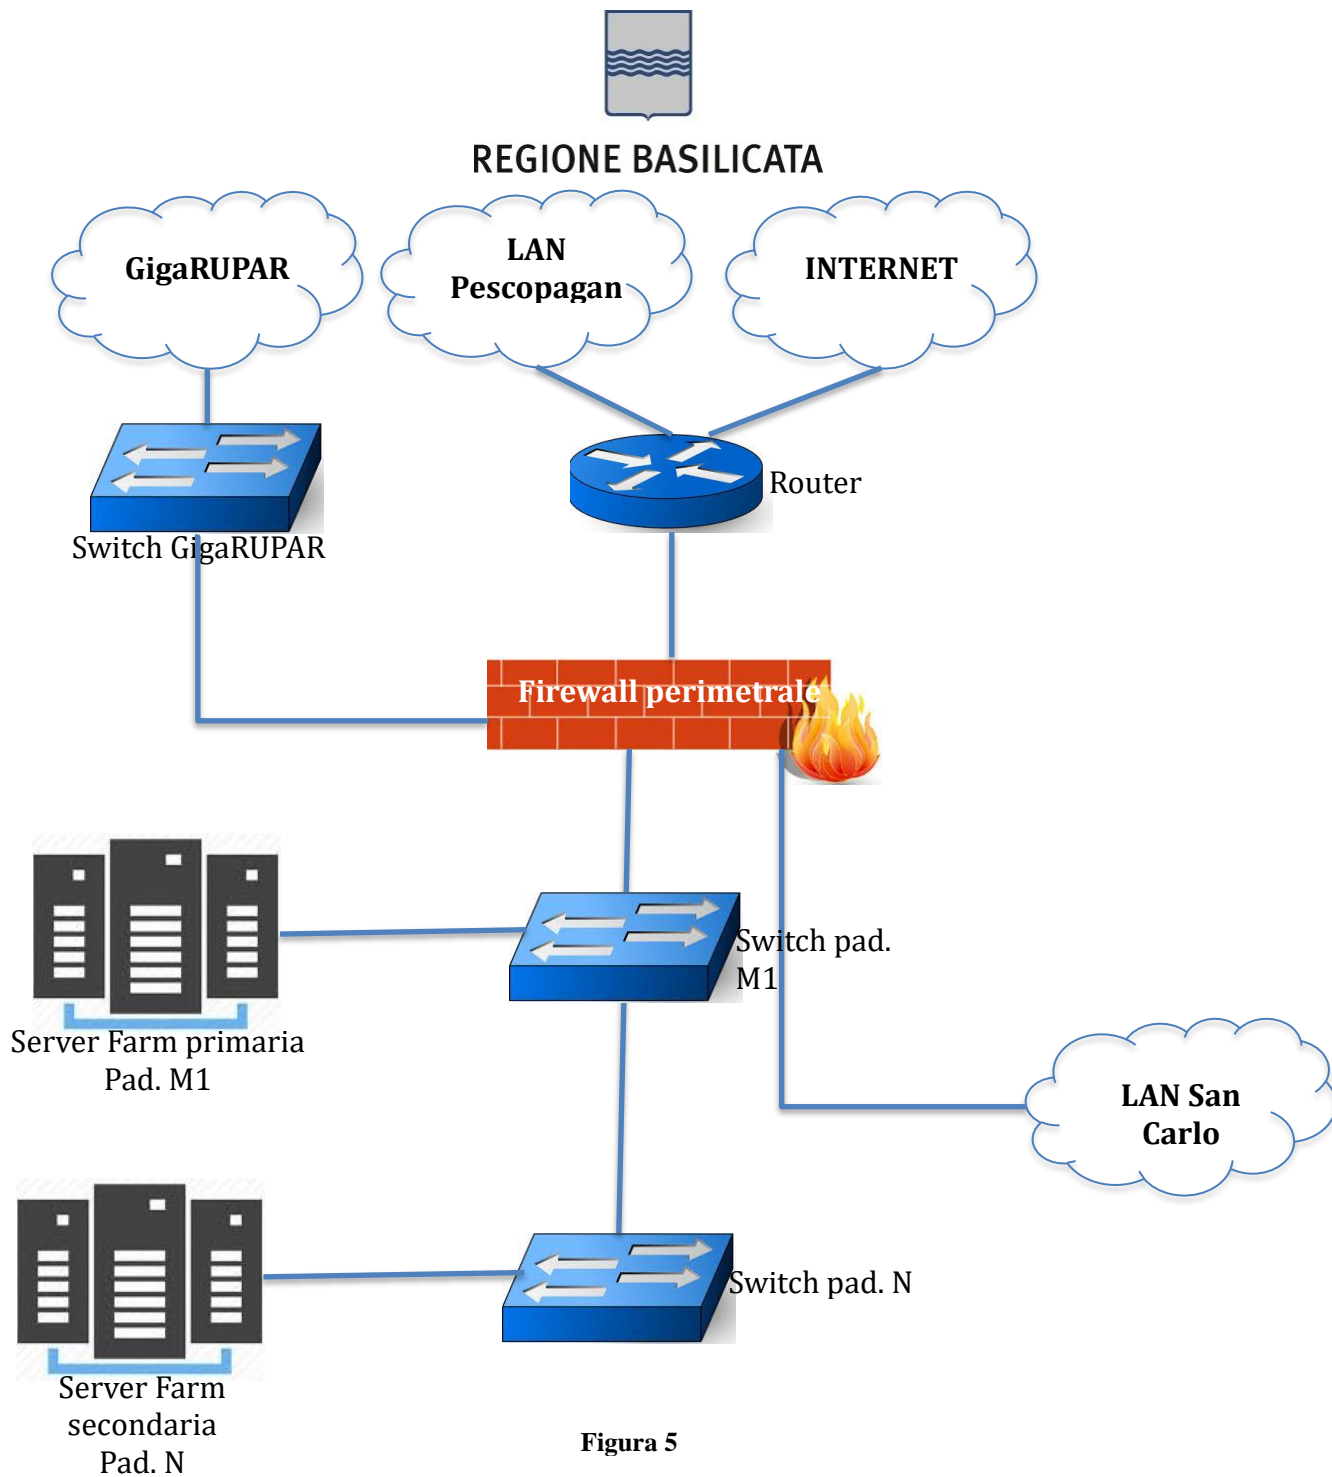 REGIONE BASILICATA
GigaRUPAR
LAN
Pescopagan
INTERNET
Router
Switch GigaRUPAR
Firewall perimetrale
Switch pad.
M1
Server Farm primaria
Pad. M1
LAN San
Carlo
Switch pad. N
Server Farm
secondaria
Pad. N
Figura 5